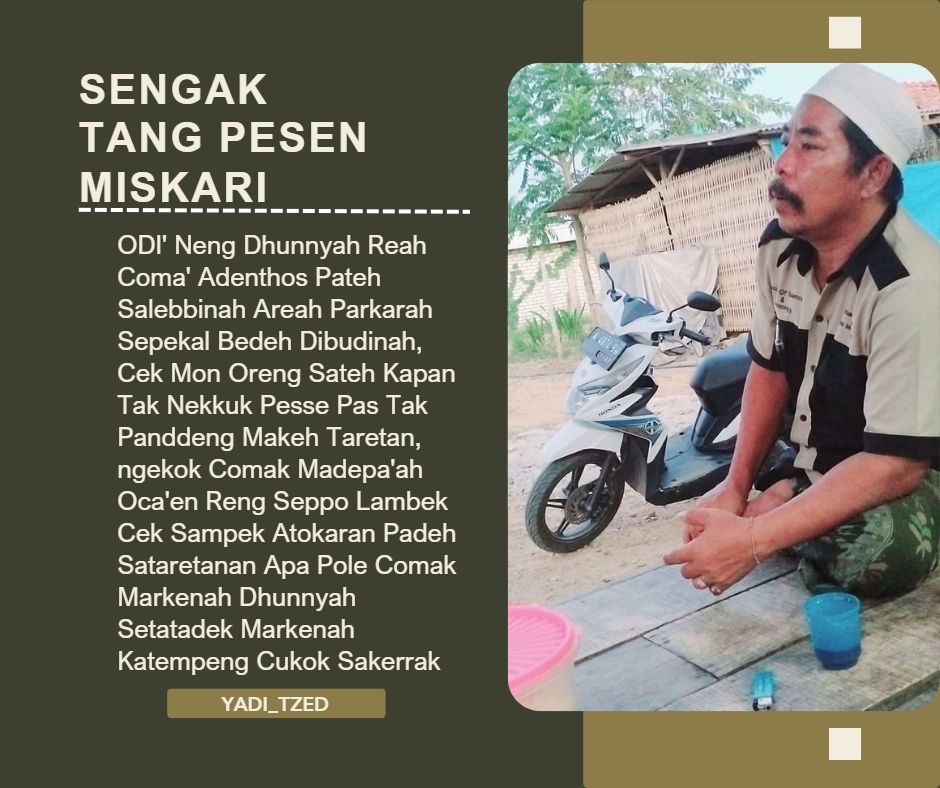 SENGAK
TANG PESEN
MISKARI
ODI' Neng Dhunnyah Reah
Coma' Adenthos Pateh
Salebbinah Areah Parkarah
Sepekal Bedeh Dibudinah,
Cek Mon Oreng Sateh Kapan
Tak Nekkuk Pesse Pas Tak
Panddeng Makeh Taretan,
ngekok Comak Madepa'ah
Oca'en Reng Seppo Lambek
Cek Sampek Atokaran Padeh
Sataretanan Apa Pole Comak
Markenah Dhunnyah
Setatadek Markenah
Katempeng Cukok Sakerrak
YADI_TZED
HONDA